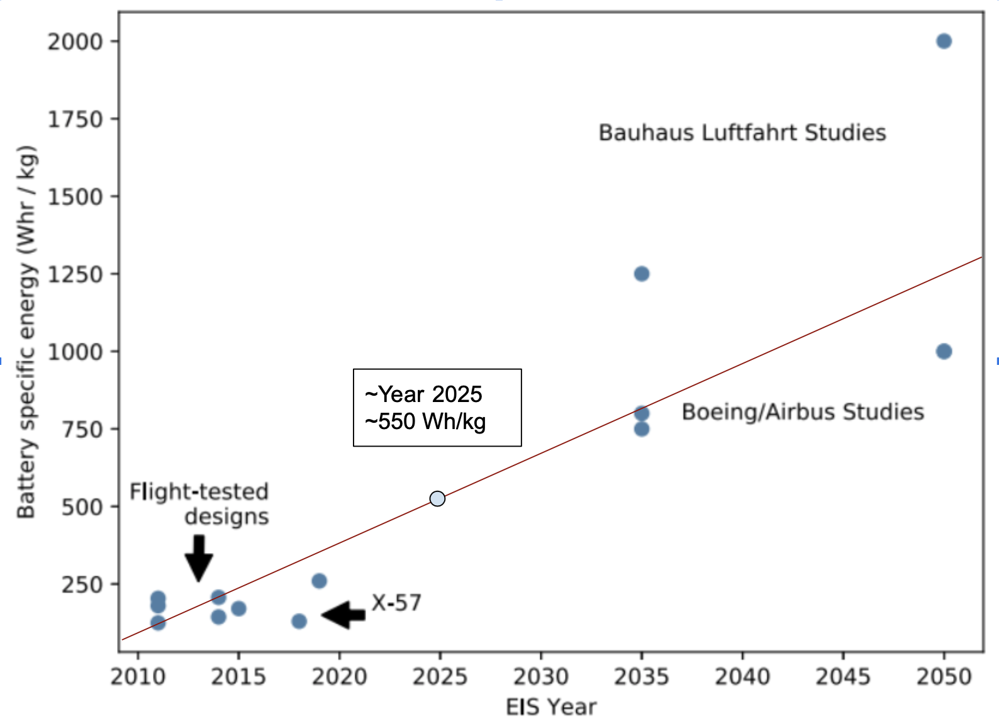 2000
1750
1500
1250
1000
750
500
250
Battery specific energy (Whr / kg)
Bauhaus Luftfahrt Studies
~Year 2025
~550 Wh/kg
Boeing/Airbus Studies
Flight-tested
designs
X-57
2010 2015 2020 2025 2030 2035 2040 2045 2050
EIS Year